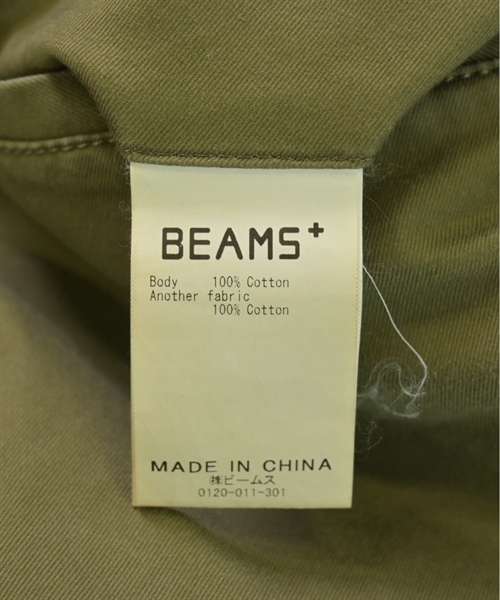 BEAMS+
Body 100% Cotton
Another fabric
100% Cotton
MADE IN CHINA
㈱ビームス
0120-011-301